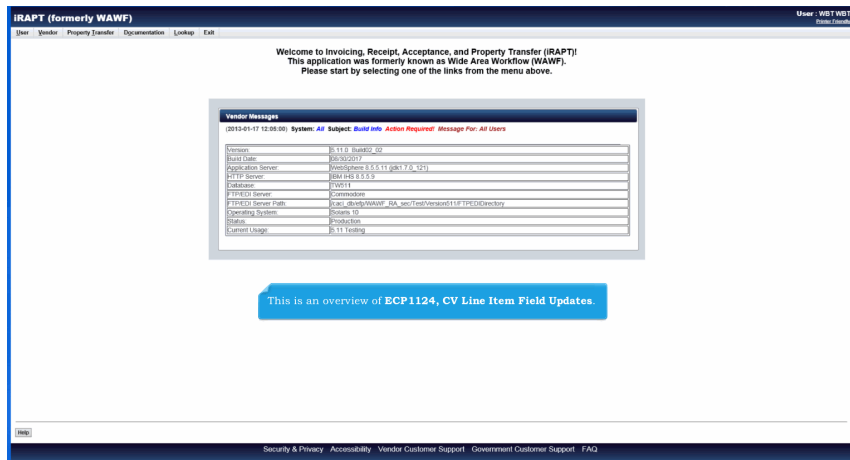 iRAPT (formerly WAWF)
User : WBT WBT
Printer Friendly
User Vendor Property Transfer Documentation Lookup Exit
Welcome to Invoicing, Receipt, Acceptance, and Property Transfer (iRAPT)!
This application was formerly known as Wide Area Workflow (WAWF).
Please start by selecting one of the links from the menu above.
Vendor Messages
(2013-01-17 12:05:00) System: All Subject: Build Info Action Required! Message For: All Users
Version: 5.11.0 Build02_02
Build Date: 08/30/2017
Application Server: WebSphere 8.5.5.11 (jdk1.7.0_121)
HTTP Server: IBM IHS 8.5.5.9
Database: TW511
FTP/EDI Server: Commodore
FTP/EDI Server Path: /caci_db/efp/WAWF_RA_sec/Test/Version511/FTPEDIDirectory
Operating System: Solaris 10
Status: Production
Current Usage: 5.11 Testing
This is an overview of ECP1124, CV Line Item Field Updates.
Help
Security & Privacy Accessibility Vendor Customer Support Government Customer Support FAQ